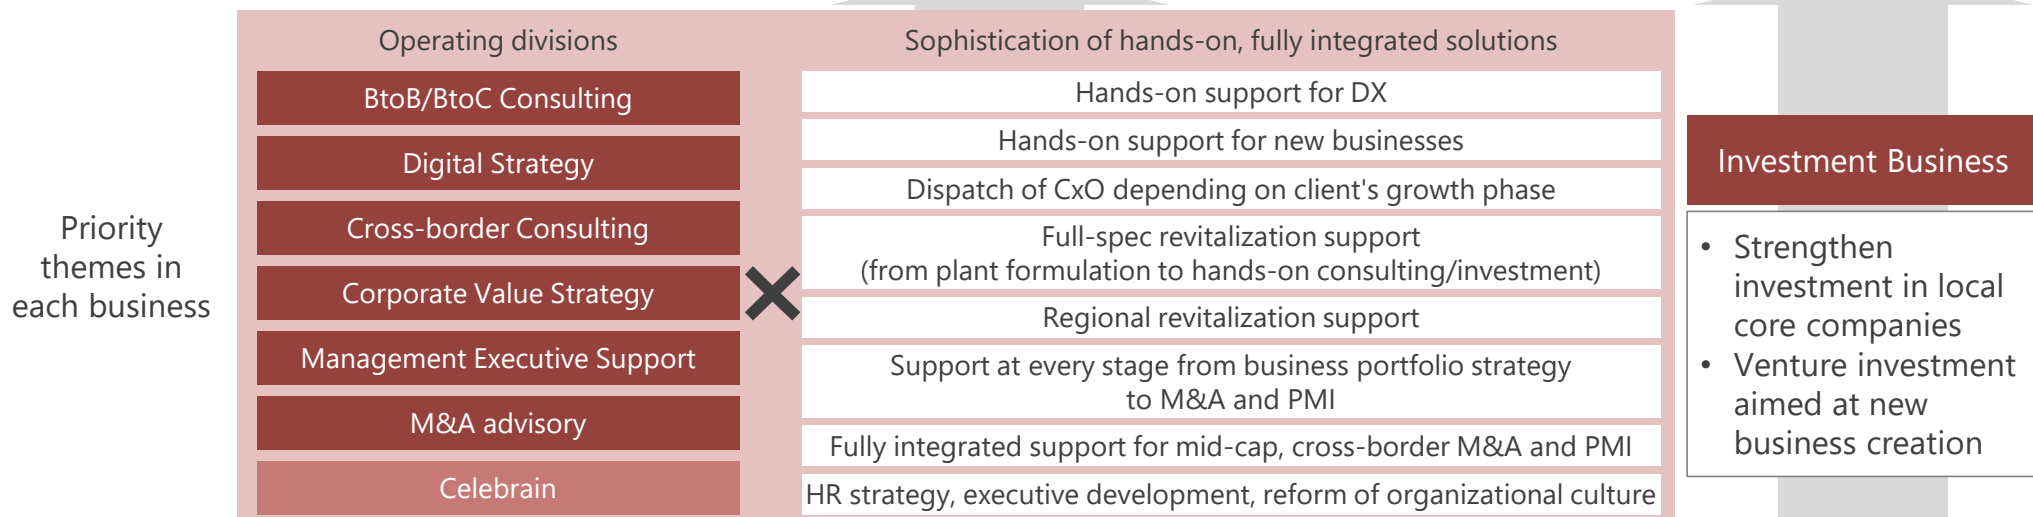 Priority
themes in
each business
Operating divisions
BtoB/BtoC Consulting
Digital Strategy
Cross-border Consulting
Corporate Value Strategy
Management Executive Support
M&A advisory
Celebrain
Sophistication of hands-on, fully integrated solutions
Hands-on support for DX
Hands-on support for new businesses
Dispatch of CxO depending on client's growth phase
Full-spec revitalization support
(from plant formulation to hands-on consulting/investment)
Regional revitalization support
Support at every stage from business portfolio strategy
to M&A and PMI
Fully integrated support for mid-cap, cross-border M&A and PMI
HR strategy, executive development, reform of organizational culture
Investment Business
• Strengthen
investment in local
core companies
• Venture investment
aimed at new
business creation